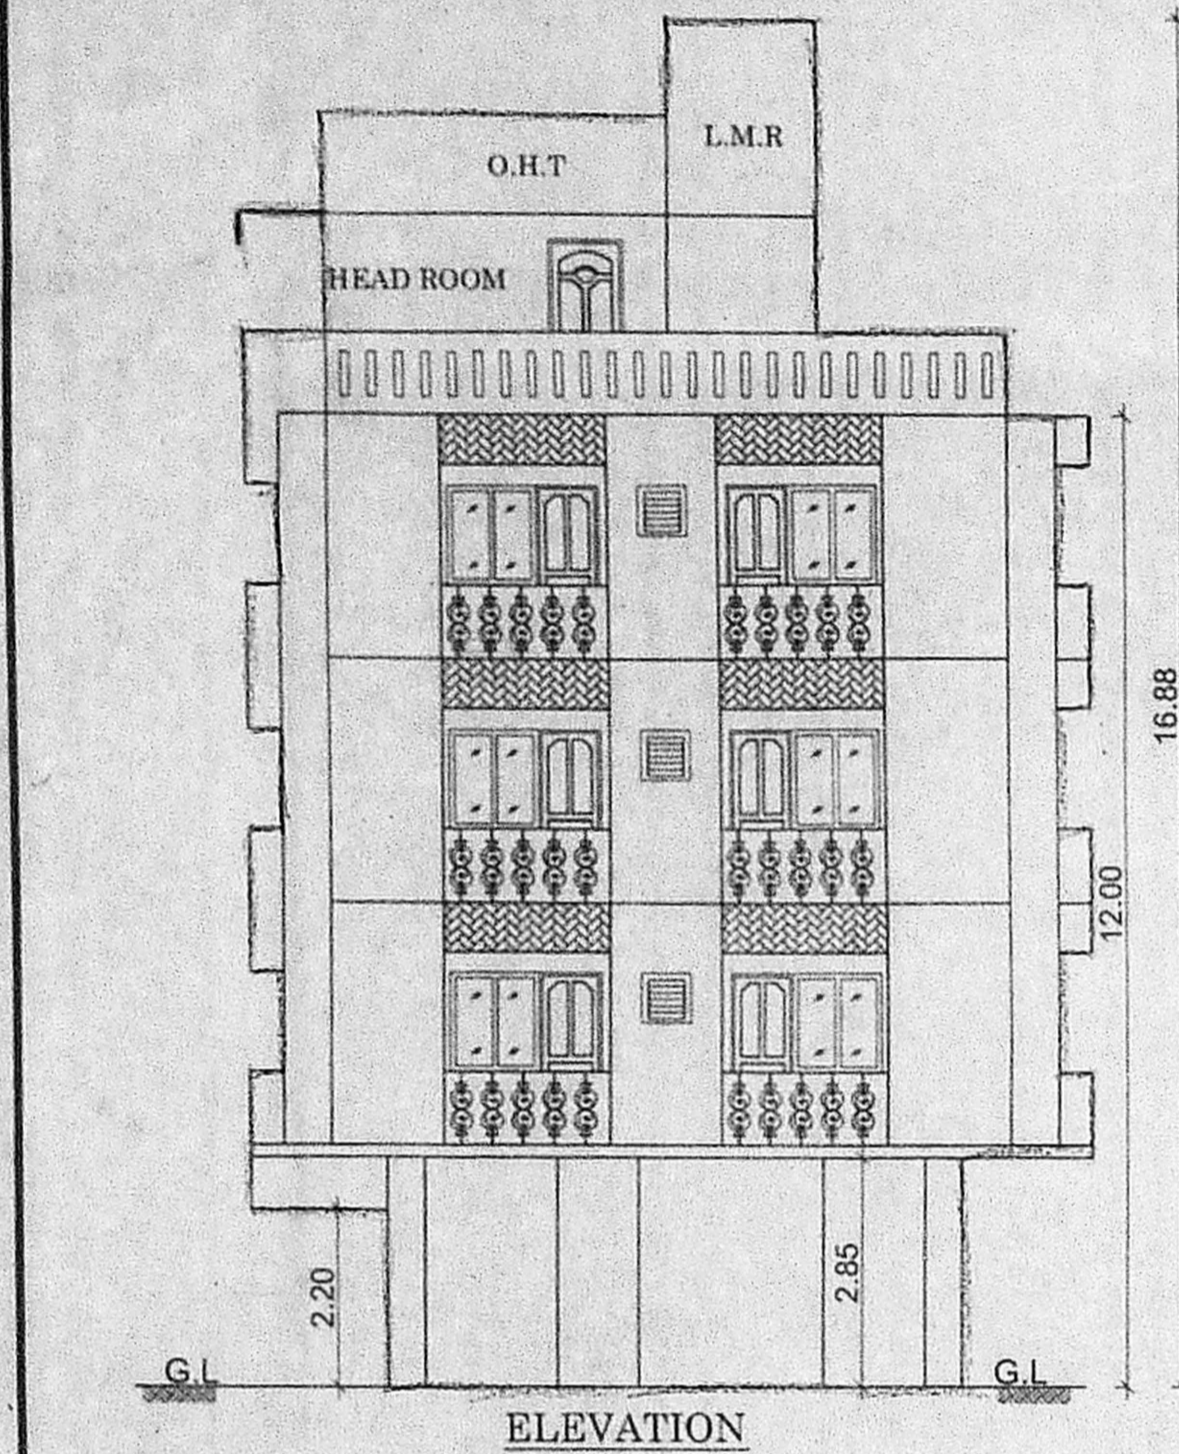 L.M.R
O.H.T
HEAD ROOM
16.88
12.00
2.85
2.20
G.L
G.L
ELEVATION